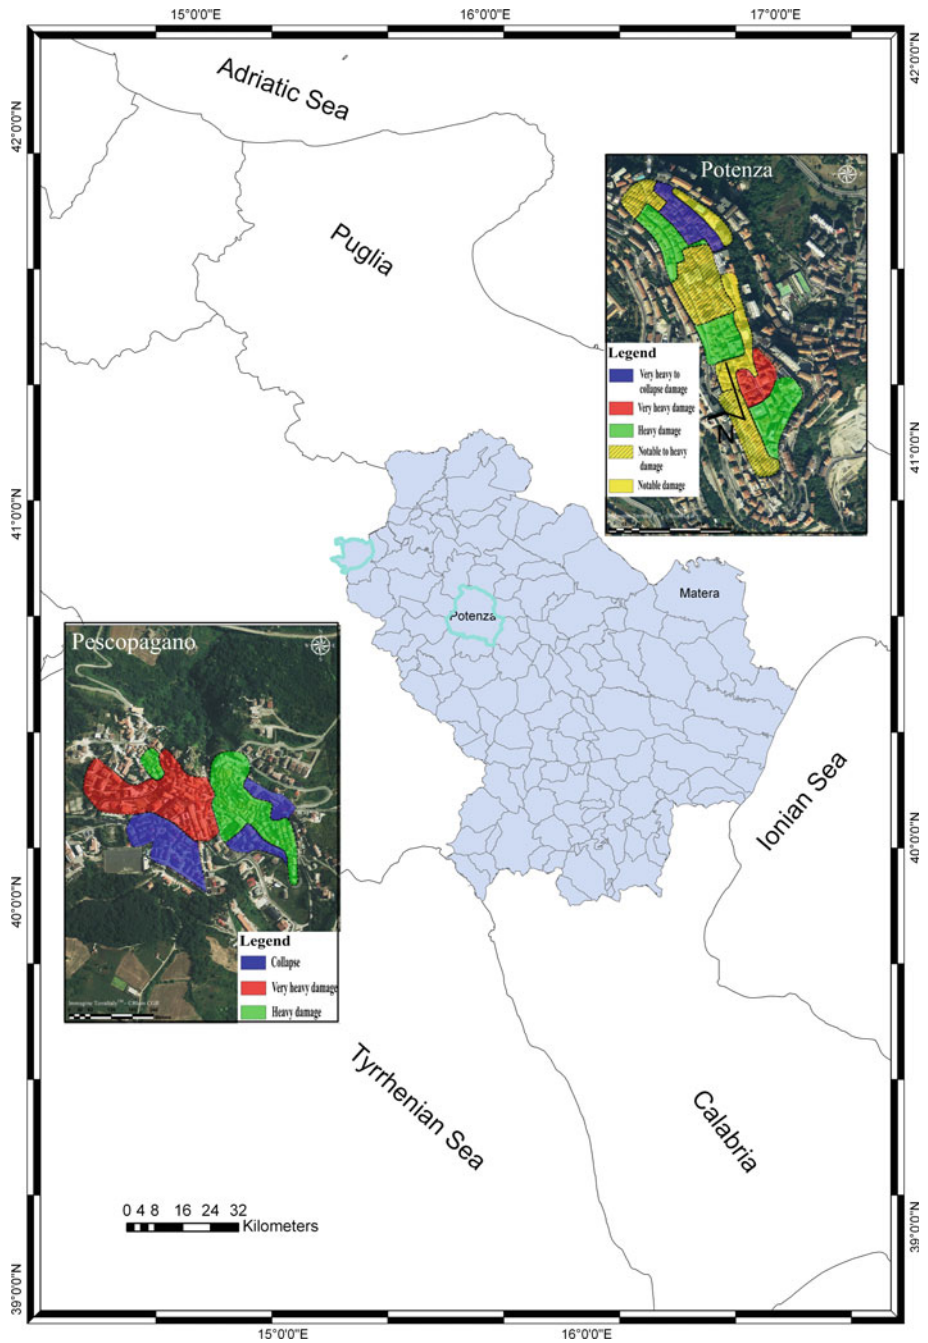 15°0'0"E
16°0'0"E
17°0'0"E
42°0'0"N
42°0'0"N
Adriatic Sea
Puglia
Potenza
Legend
Very heavy to
collapse damage
Very heavy damage
Heavy damage
Notable to heavy
damage
Notable damage
N
41°0'0"N
41°0'0"N
Matera
Potenza
Pescopagano
Legend
Collapse
Very heavy damage
Heavy damage
Ionian Sea
40°0'0"N
40°0'0"N
Tyrrhenian Sea
Calabria
0 4 8 16 24 32
Kilometers
39°0'0"N
39°0'0"N
15°0'0"E
16°0'0"E